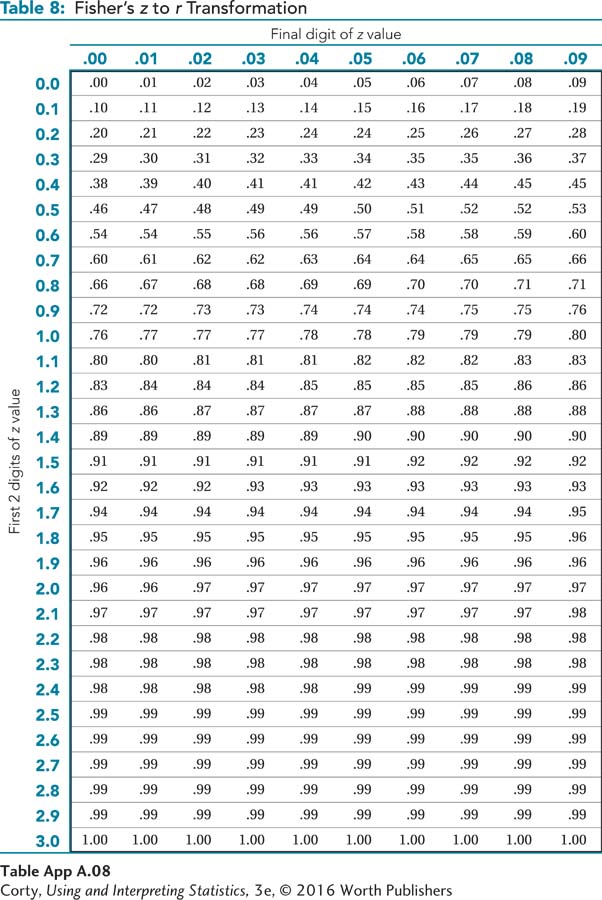 Table 8: Fisher's z to r Transformation
Final digit of z value
.00 .01 .02 .03 .04 .05 .06 .07 .08 .09
First 2 digits of z value
0.0 .00 .01 .02 .03 .04 .05 .06 .07 .08 .09
0.1 .10 .11 .12 .13 .14 .15 .16 .17 .18 .19
0.2 .20 .21 .22 .23 .24 .24 .25 .26 .27 .28
0.3 .29 .30 .31 .32 .33 .34 .35 .35 .36 .37
0.4 .38 .39 .40 .41 .41 .42 .43 .44 .45 .45
0.5 .46 .47 .48 .49 .49 .50 .51 .52 .52 .53
0.6 .54 .54 .55 .56 .56 .57 .58 .58 .59 .60
0.7 .60 .61 .62 .62 .63 .64 .64 .65 .65 .66
0.8 .66 .67 .68 .68 .69 .69 .70 .70 .71 .71
0.9 .72 .72 .73 .73 .74 .74 .74 .75 .75 .76
1.0 .76 .77 .77 .77 .78 .78 .79 .79 .79 .80
1.1 .80 .80 .81 .81 .81 .82 .82 .82 .83 .83
1.2 .83 .84 .84 .84 .85 .85 .85 .85 .86 .86
1.3 .86 .86 .87 .87 .87 .87 .88 .88 .88 .88
1.4 .89 .89 .89 .89 .89 .90 .90 .90 .90 .90
1.5 .91 .91 .91 .91 .91 .91 .92 .92 .92 .92
1.6 .92 .92 .92 .93 .93 .93 .93 .93 .93 .93
1.7 .94 .94 .94 .94 .94 .94 .94 .94 .94 .95
1.8 .95 .95 .95 .95 .95 .95 .95 .95 .95 .96
1.9 .96 .96 .96 .96 .96 .96 .96 .96 .96 .96
2.0 .96 .96 .97 .97 .97 .97 .97 .97 .97 .97
2.1 .97 .97 .97 .97 .97 .97 .97 .97 .97 .98
2.2 .98 .98 .98 .98 .98 .98 .98 .98 .98 .98
2.3 .98 .98 .98 .98 .98 .98 .98 .98 .98 .98
2.4 .98 .98 .98 .98 .99 .99 .99 .99 .99 .99
2.5 .99 .99 .99 .99 .99 .99 .99 .99 .99 .99
2.6 .99 .99 .99 .99 .99 .99 .99 .99 .99 .99
2.7 .99 .99 .99 .99 .99 .99 .99 .99 .99 .99
2.8 .99 .99 .99 .99 .99 .99 .99 .99 .99 .99
2.9 .99 .99 .99 .99 .99 .99 .99 .99 .99 .99
3.0 1.00 1.00 1.00 1.00 1.00 1.00 1.00 1.00 1.00 1.00
Table App A.08
Corty, Using and Interpreting Statistics, 3e, © 2016 Worth Publishers